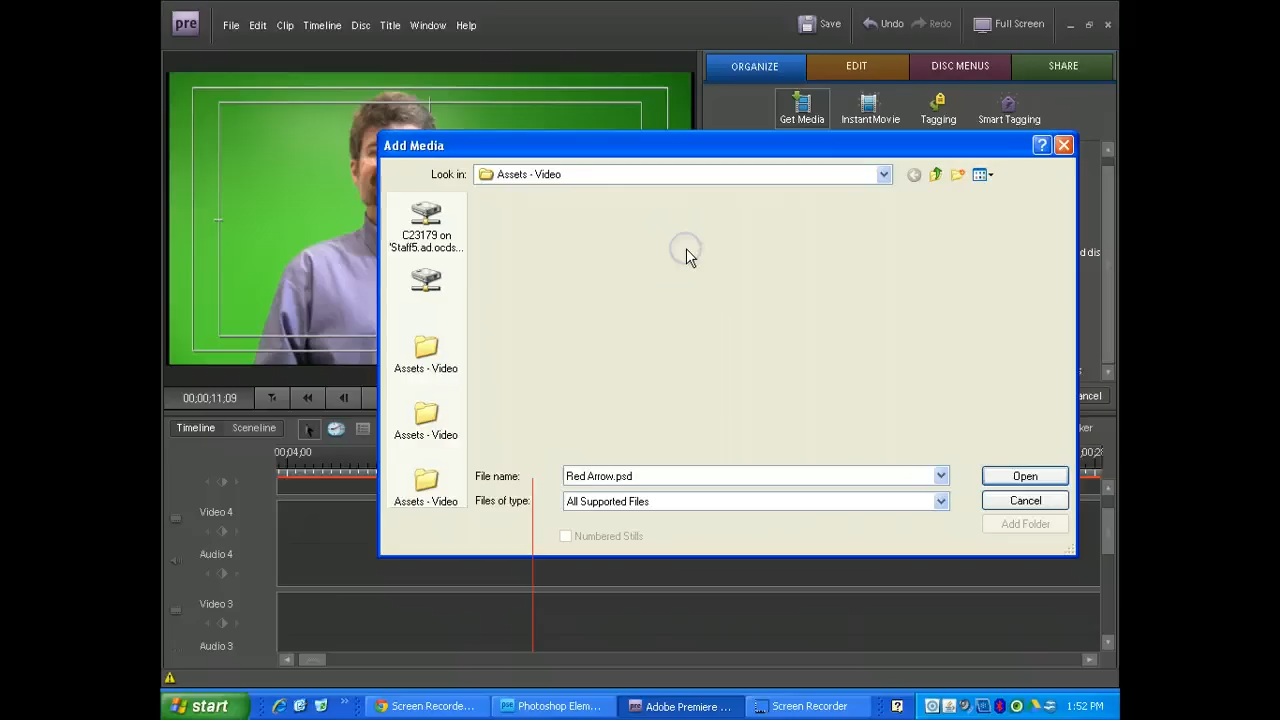 pre File Edit Clip Timeline Disc Title Window Help Save Undo Redo Full Screen
ORGANIZE EDIT DISC MENUS SHARE
Get Media InstantMovie Tagging Smart Tagging
Add Media
Look in: Assets - Video
C23179 on
'Staff5.ad.ocds...
Assets - Video
Assets - Video
Assets - Video
File name: Red Arrow.psd Open
Files of type: All Supported Files Cancel
Add Folder
Numbered Stills
00;00;11;09
Timeline Sceneline
00;04;00
Video 4
Audio 4
Video 3
Audio 3
start Screen Recorde... Photoshop Elem... Adobe Premiere ... Screen Recorder 1:52 PM